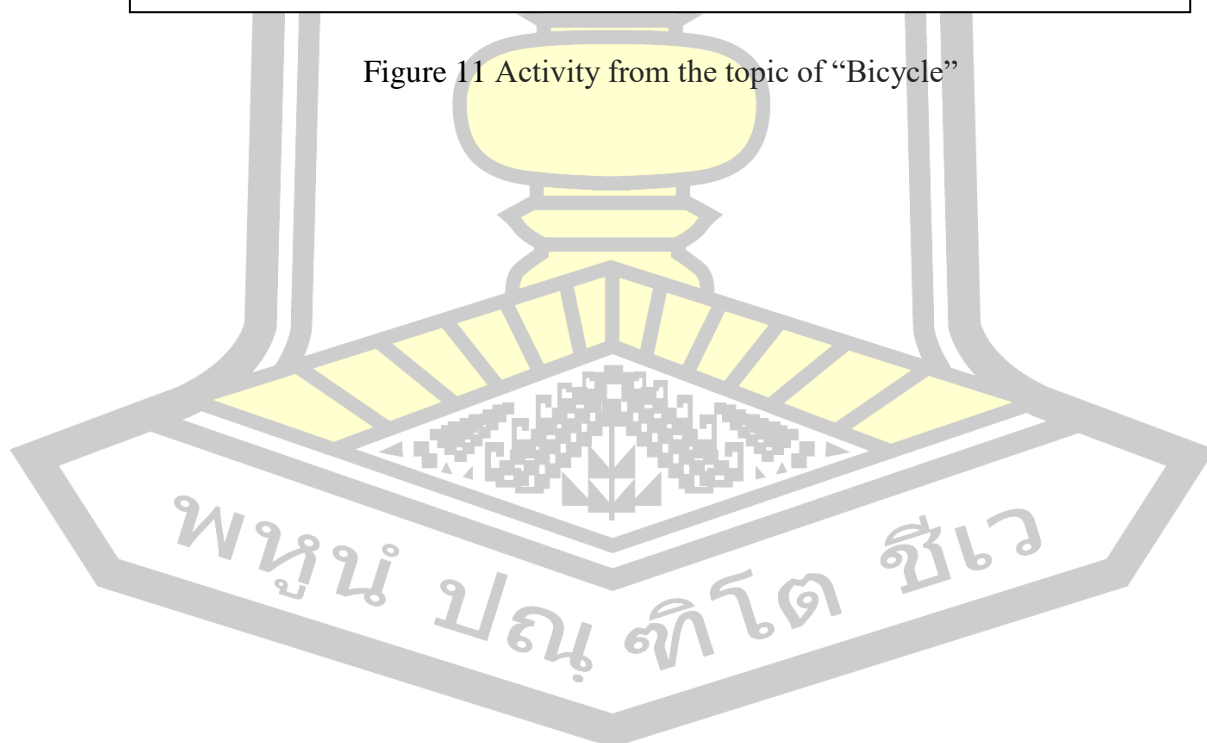 Figure 11 Activity from the topic of “Bicycle”
พหูนํ ปณฺฑิโต ชีเว